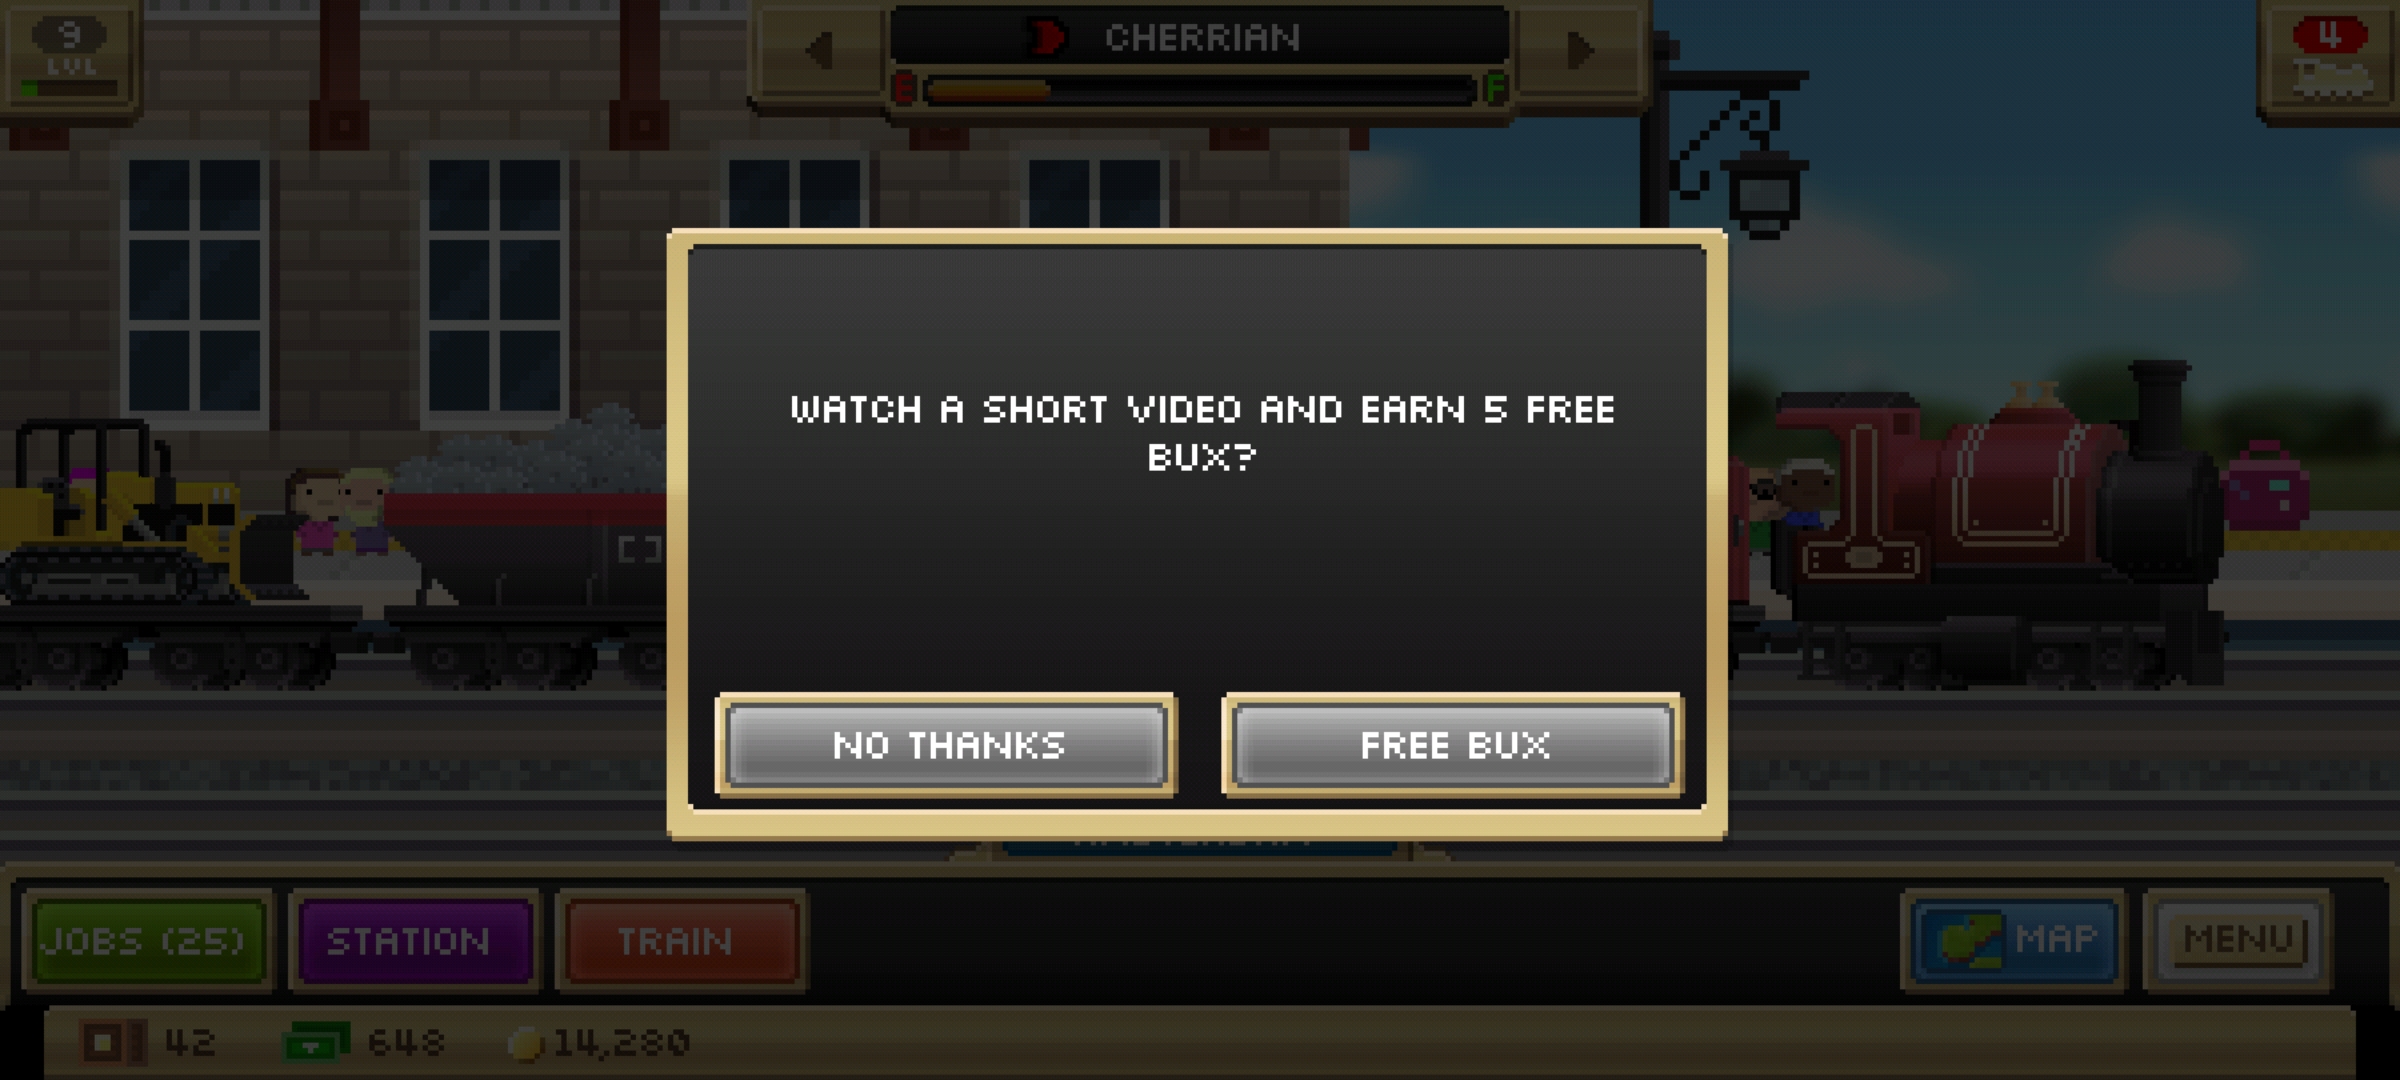 9
LVL
CHERRIAN
E
F
4
WATCH A SHORT VIDEO AND EARN 5 FREE
BUX?
NO THANKS
FREE BUX
JOBS (25)
STATION
TRAIN
MAP
MENU
42
648
14,280